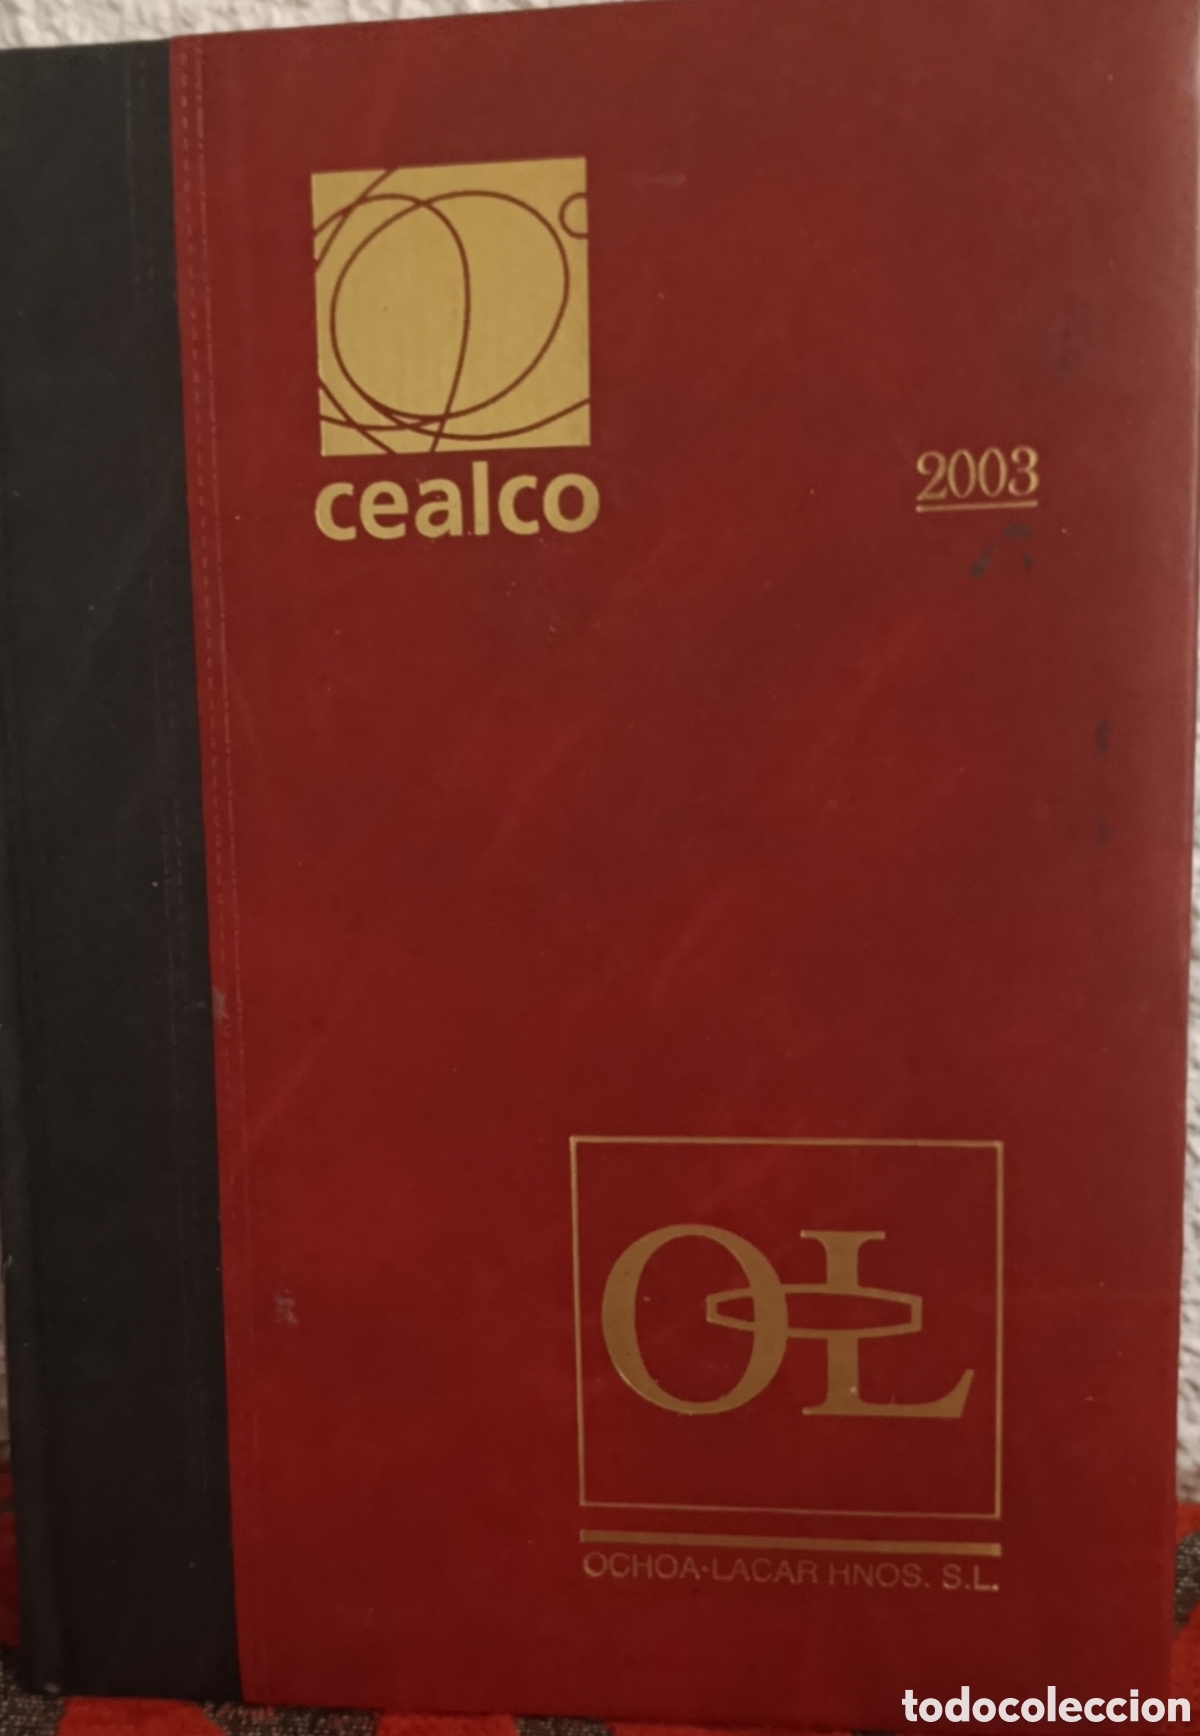 cealco
2003
OL
OCHOA-LACAR HNOS. S.L.
todocoleccion